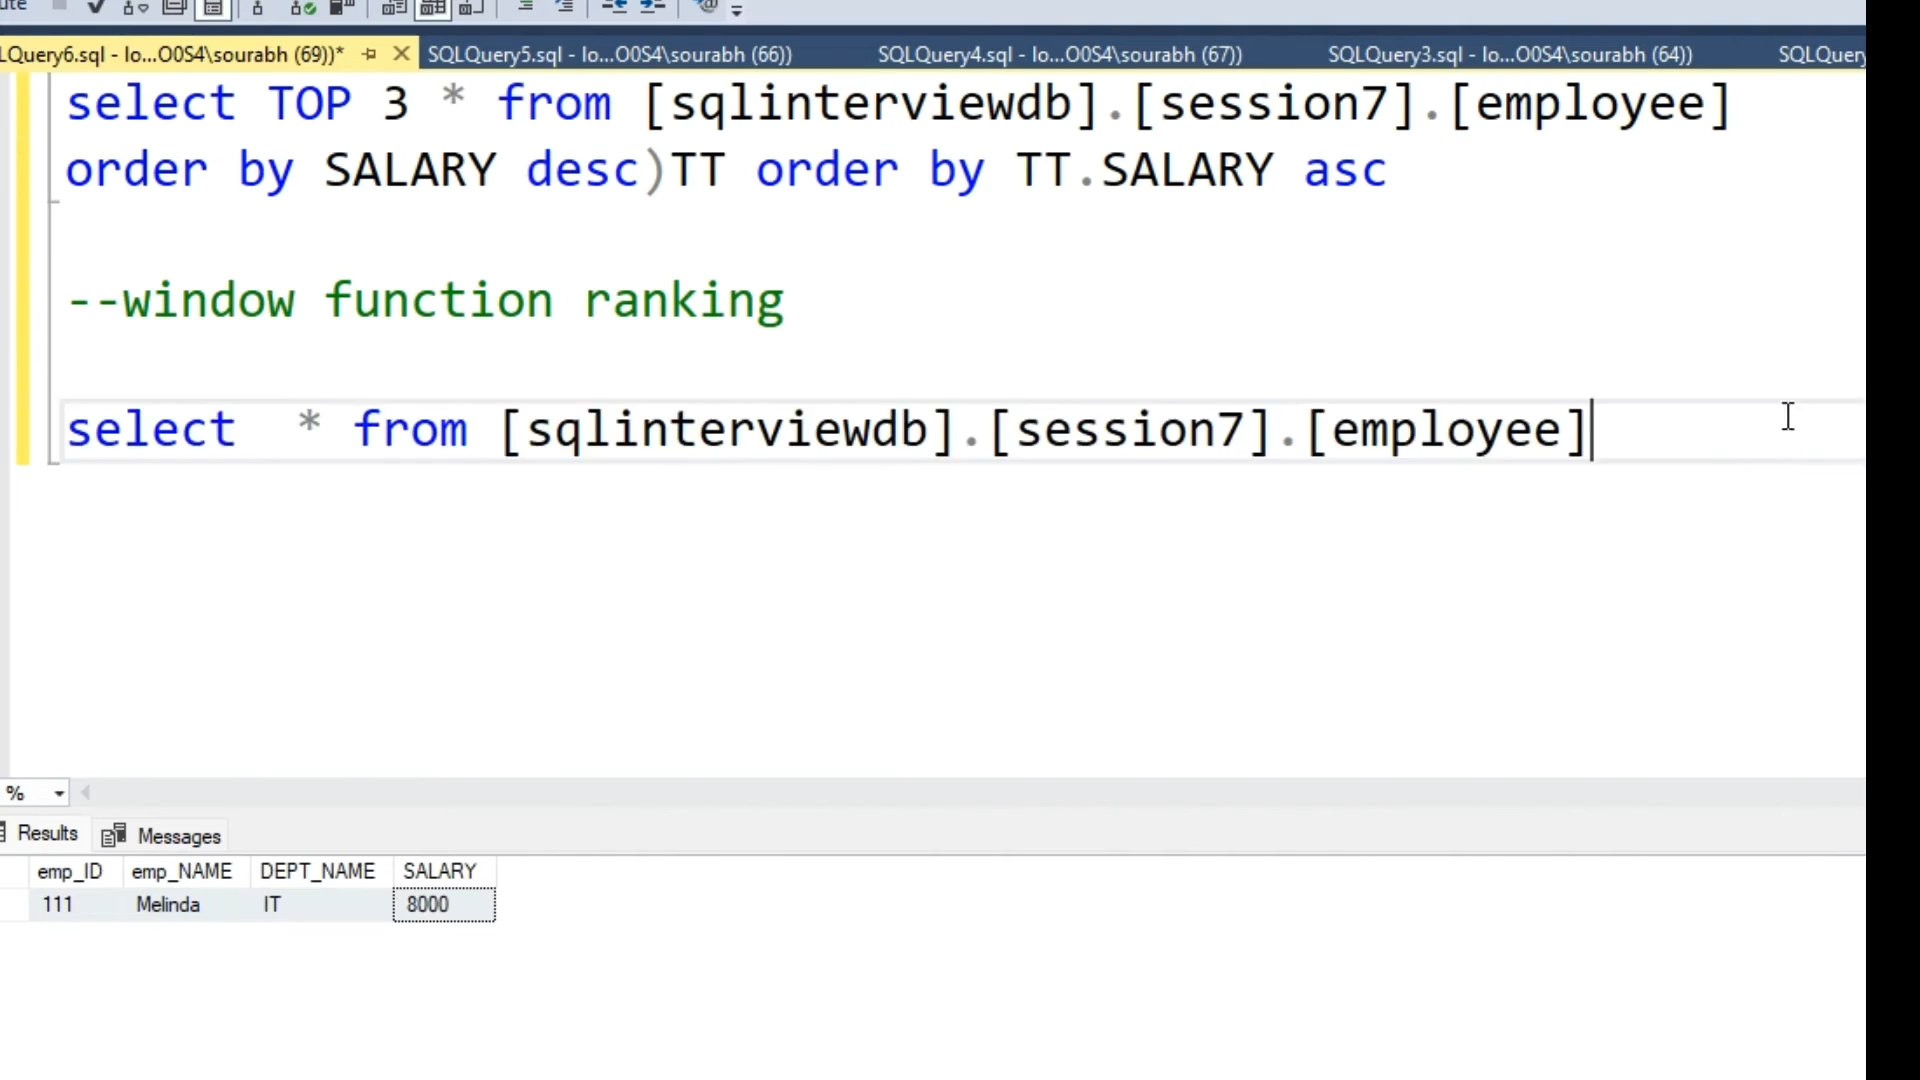 ute
LQuery6.sql - lo...O0S4\sourabh (69))* SQLQuery5.sql - lo...O0S4\sourabh (66)) SQLQuery4.sql - lo...O0S4\sourabh (67)) SQLQuery3.sql - lo...O0S4\sourabh (64)) SQLQuery
select TOP 3 * from [sqlinterviewdb].[session7].[employee]
order by SALARY desc)TT order by TT.SALARY asc
--window function ranking
select  * from [sqlinterviewdb].[session7].[employee]
%
Results Messages
emp_ID emp_NAME DEPT_NAME SALARY
111 Melinda IT 8000